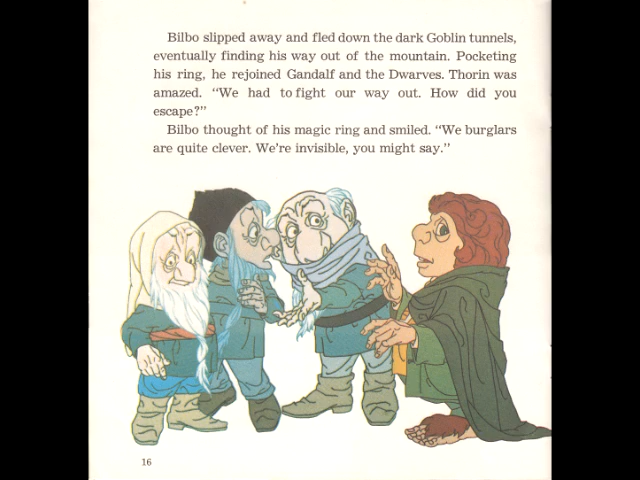 Bilbo slipped away and fled down the dark Goblin tunnels,
eventually finding his way out of the mountain. Pocketing
his ring, he rejoined Gandalf and the Dwarves. Thorin was
amazed. “We had to fight our way out. How did you
escape?”
Bilbo thought of his magic ring and smiled. “We burglars
are quite clever. We’re invisible, you might say.”
16